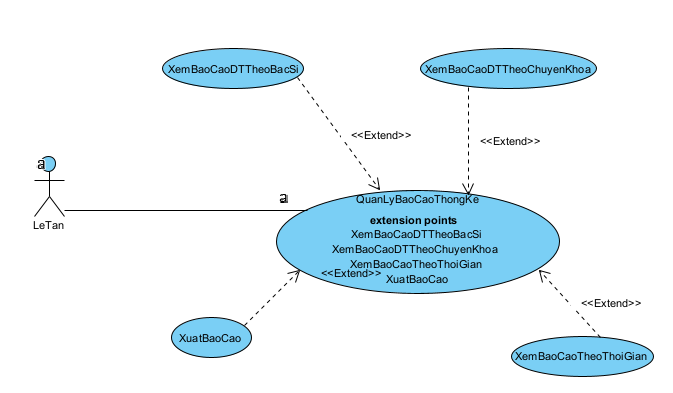 XemBaoCaoDTTheoBacSi
XemBaoCaoDTTheoChuyenKhoa
<<Extend>>
<<Extend>>
a
a
LeTan
QuanLyBaoCaoThongKe
extension points
XemBaoCaoDTTheoBacSi
XemBaoCaoDTTheoChuyenKhoa
XemBaoCaoTheoThoiGian
<<Extend>>
XuatBaoCao
<<Extend>>
XuatBaoCao
XemBaoCaoTheoThoiGian